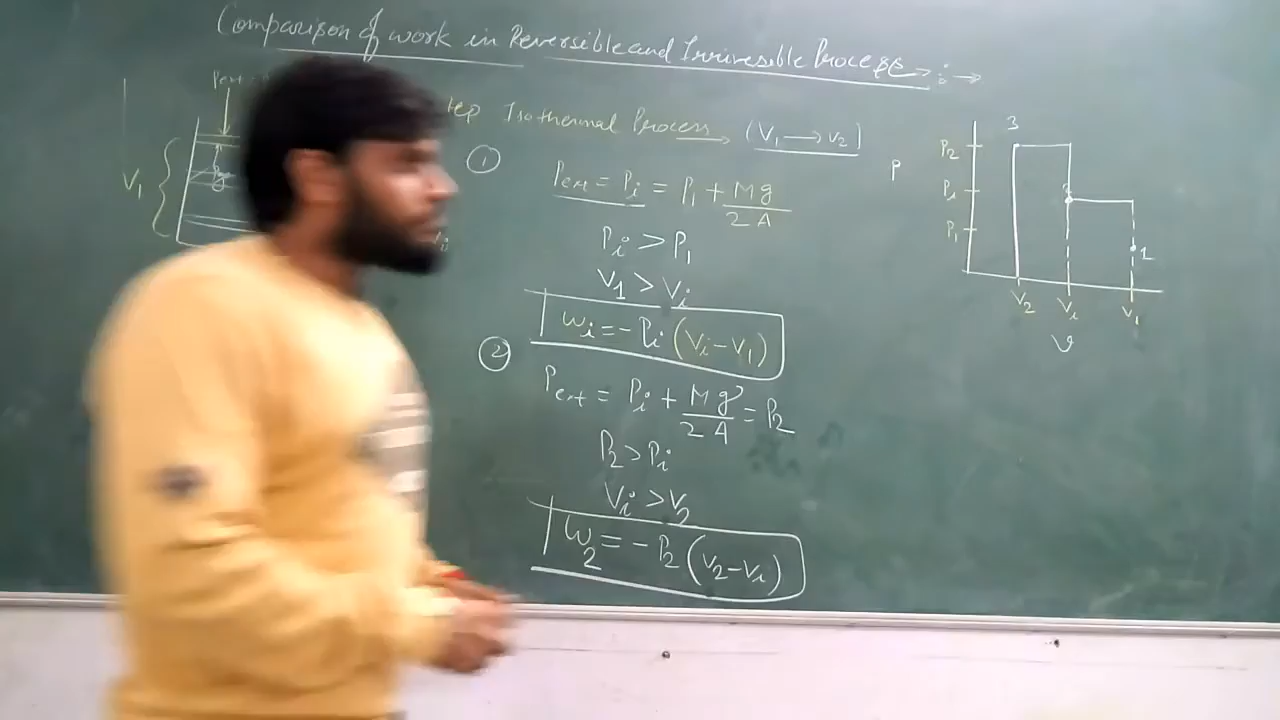 Comparison of work in Reversible and Irriversible Process :→
Isothermal Process (V₁ → V₂)
V₁
①
Pext = Pi = P₁ + Mg/2A
Pi > P₁
V₁ > Vi
Wi = - Pi (Vi - V₁)
②
Pext = Pi + Mg/2A = P₂
P₂ > Pi
Vi > V₂
W₂ = - P₂ (V₂ - Vi)
3
P₂
P
Pi
P₁
1
V₂ Vi V₁
V